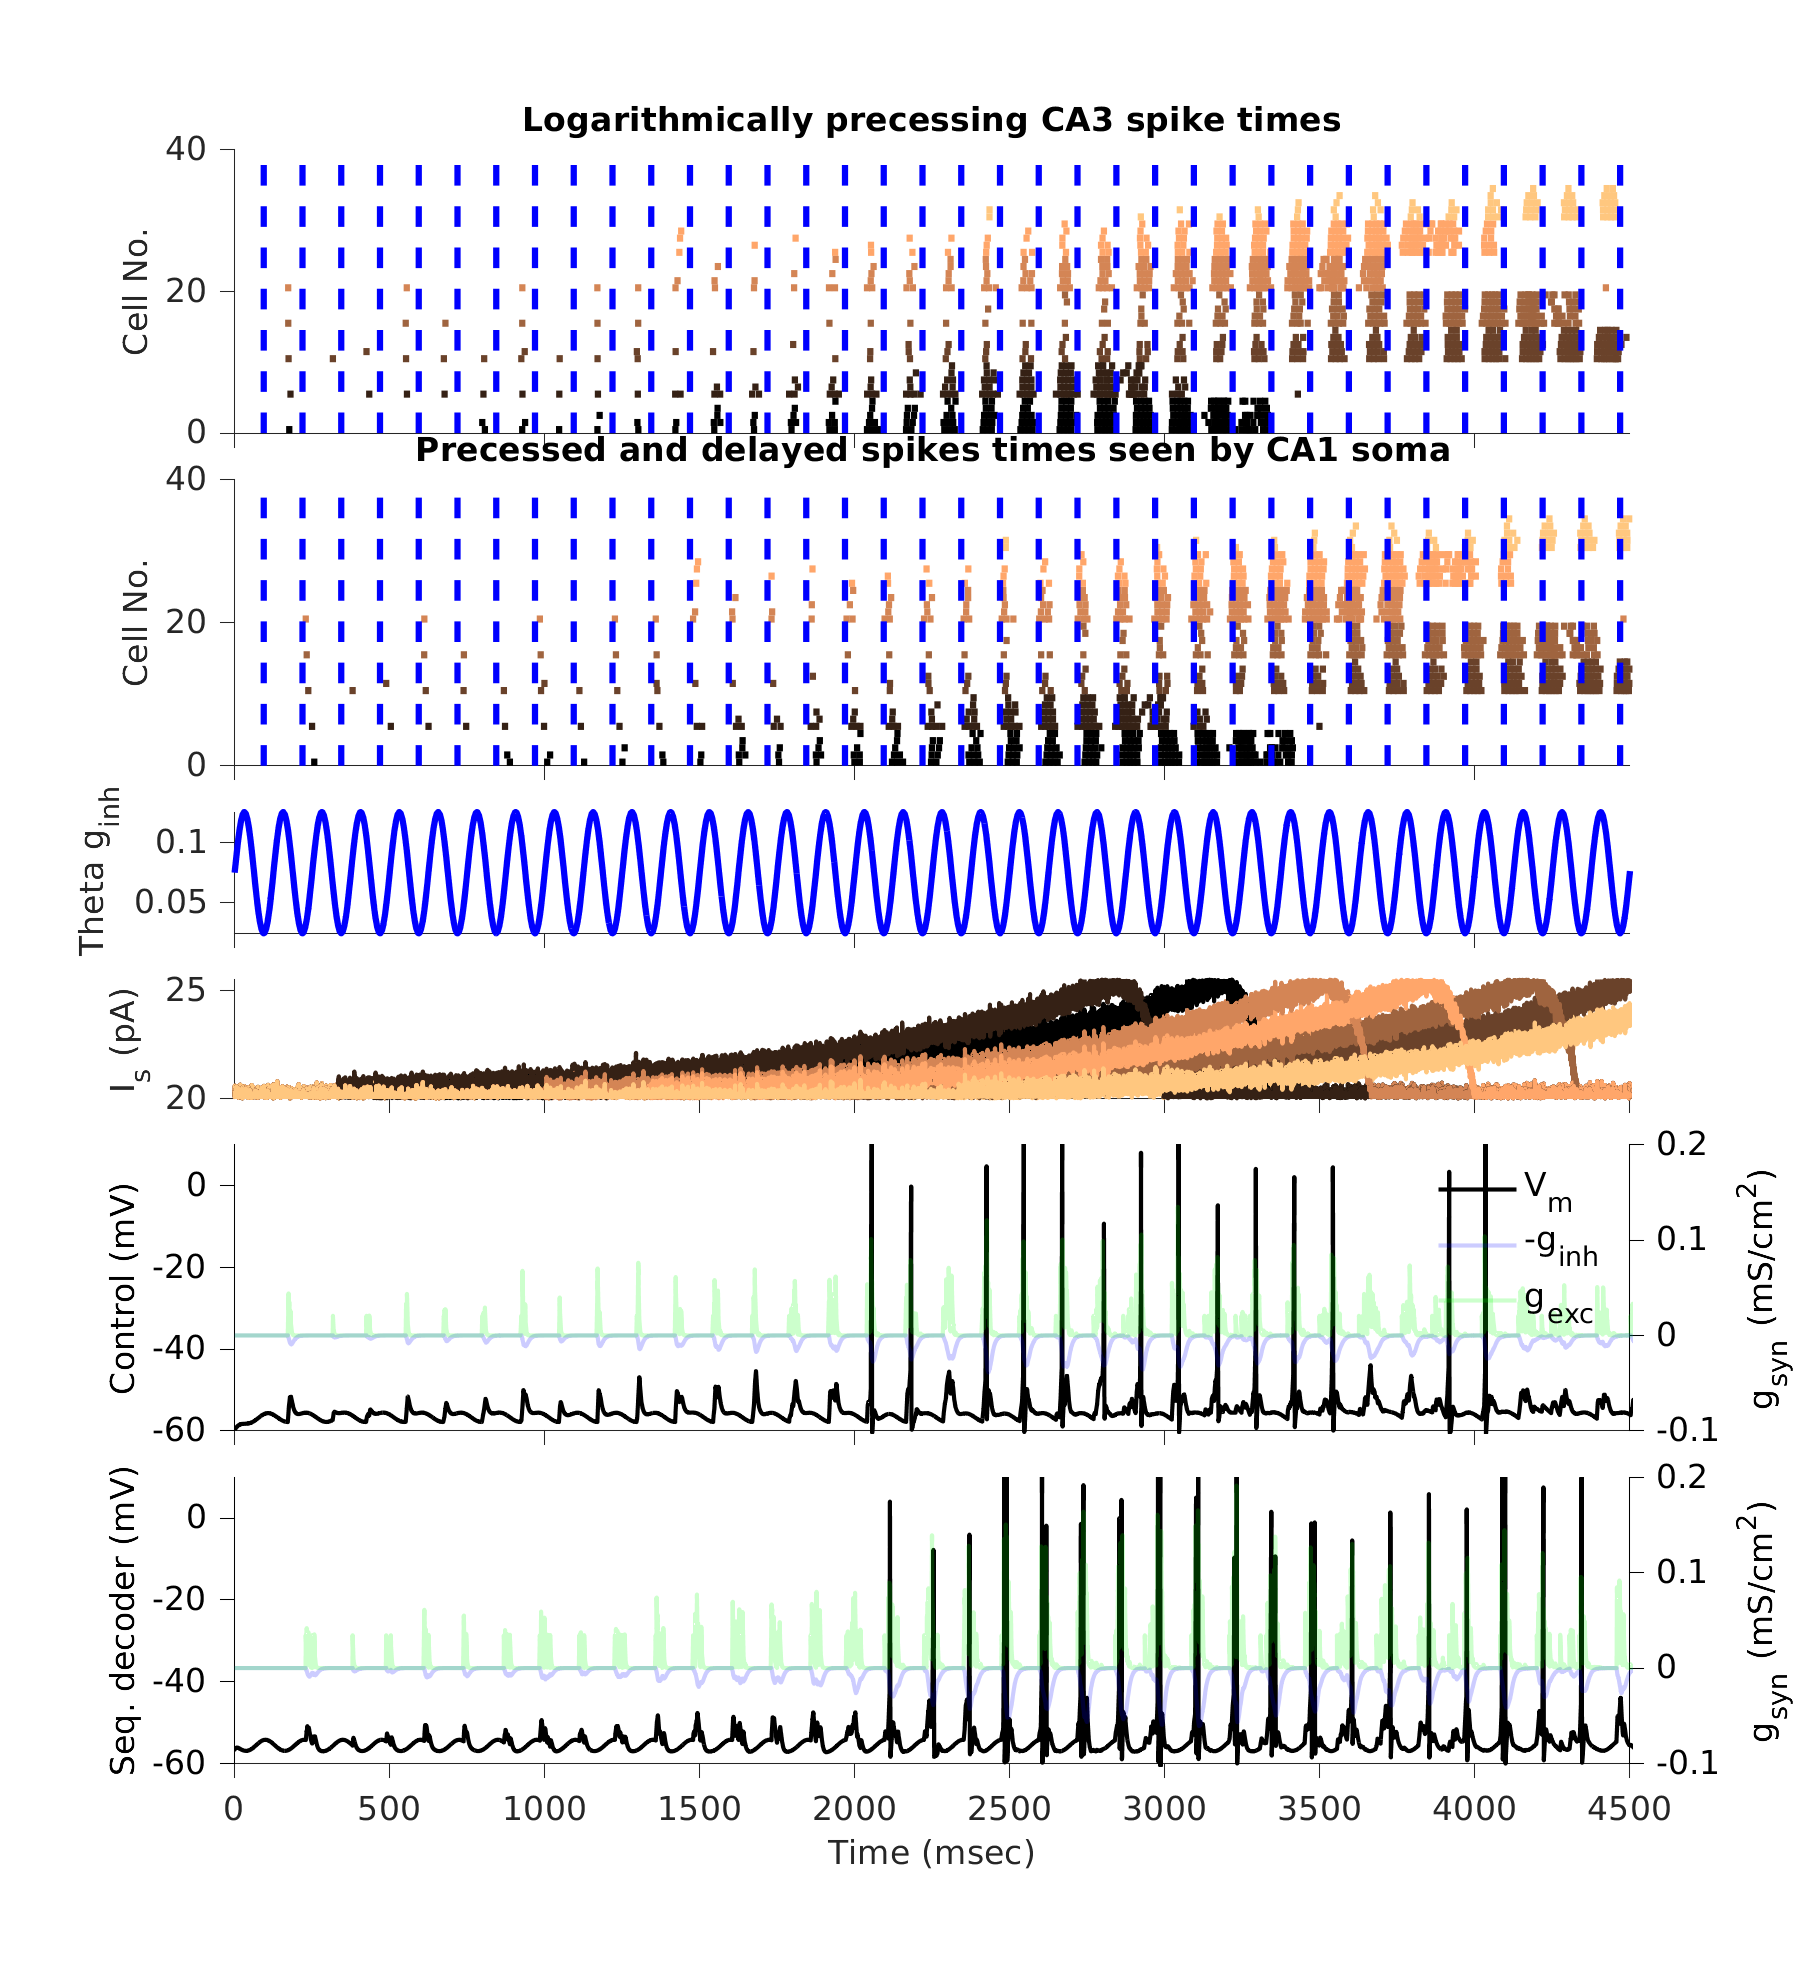 Logarithmically precessing CA3 spike times
40
20
0
Cell No.
Precessed and delayed spikes times seen by CA1 soma
40
20
0
Cell No.
0.1
0.05
Theta g_inh
25
20
I_s (pA)
0
-20
-40
-60
Control (mV)
0.2
0.1
0
-0.1
g_syn (mS/cm^2)
V_m
-g_inh
g_exc
0
-20
-40
-60
Seq. decoder (mV)
0.2
0.1
0
-0.1
g_syn (mS/cm^2)
0 500 1000 1500 2000 2500 3000 3500 4000 4500
Time (msec)